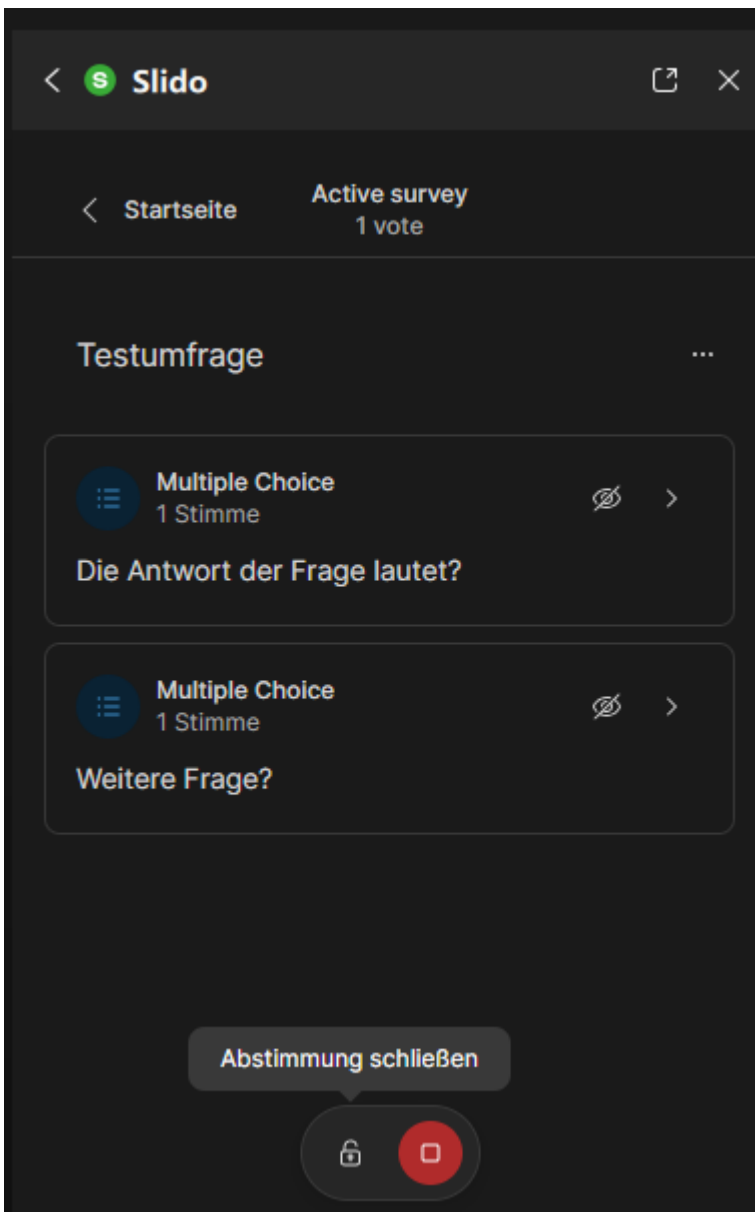 Slido
Startseite
Active survey
1 vote
Testumfrage
Multiple Choice
1 Stimme
Die Antwort der Frage lautet?
Multiple Choice
1 Stimme
Weitere Frage?
Abstimmung schließen